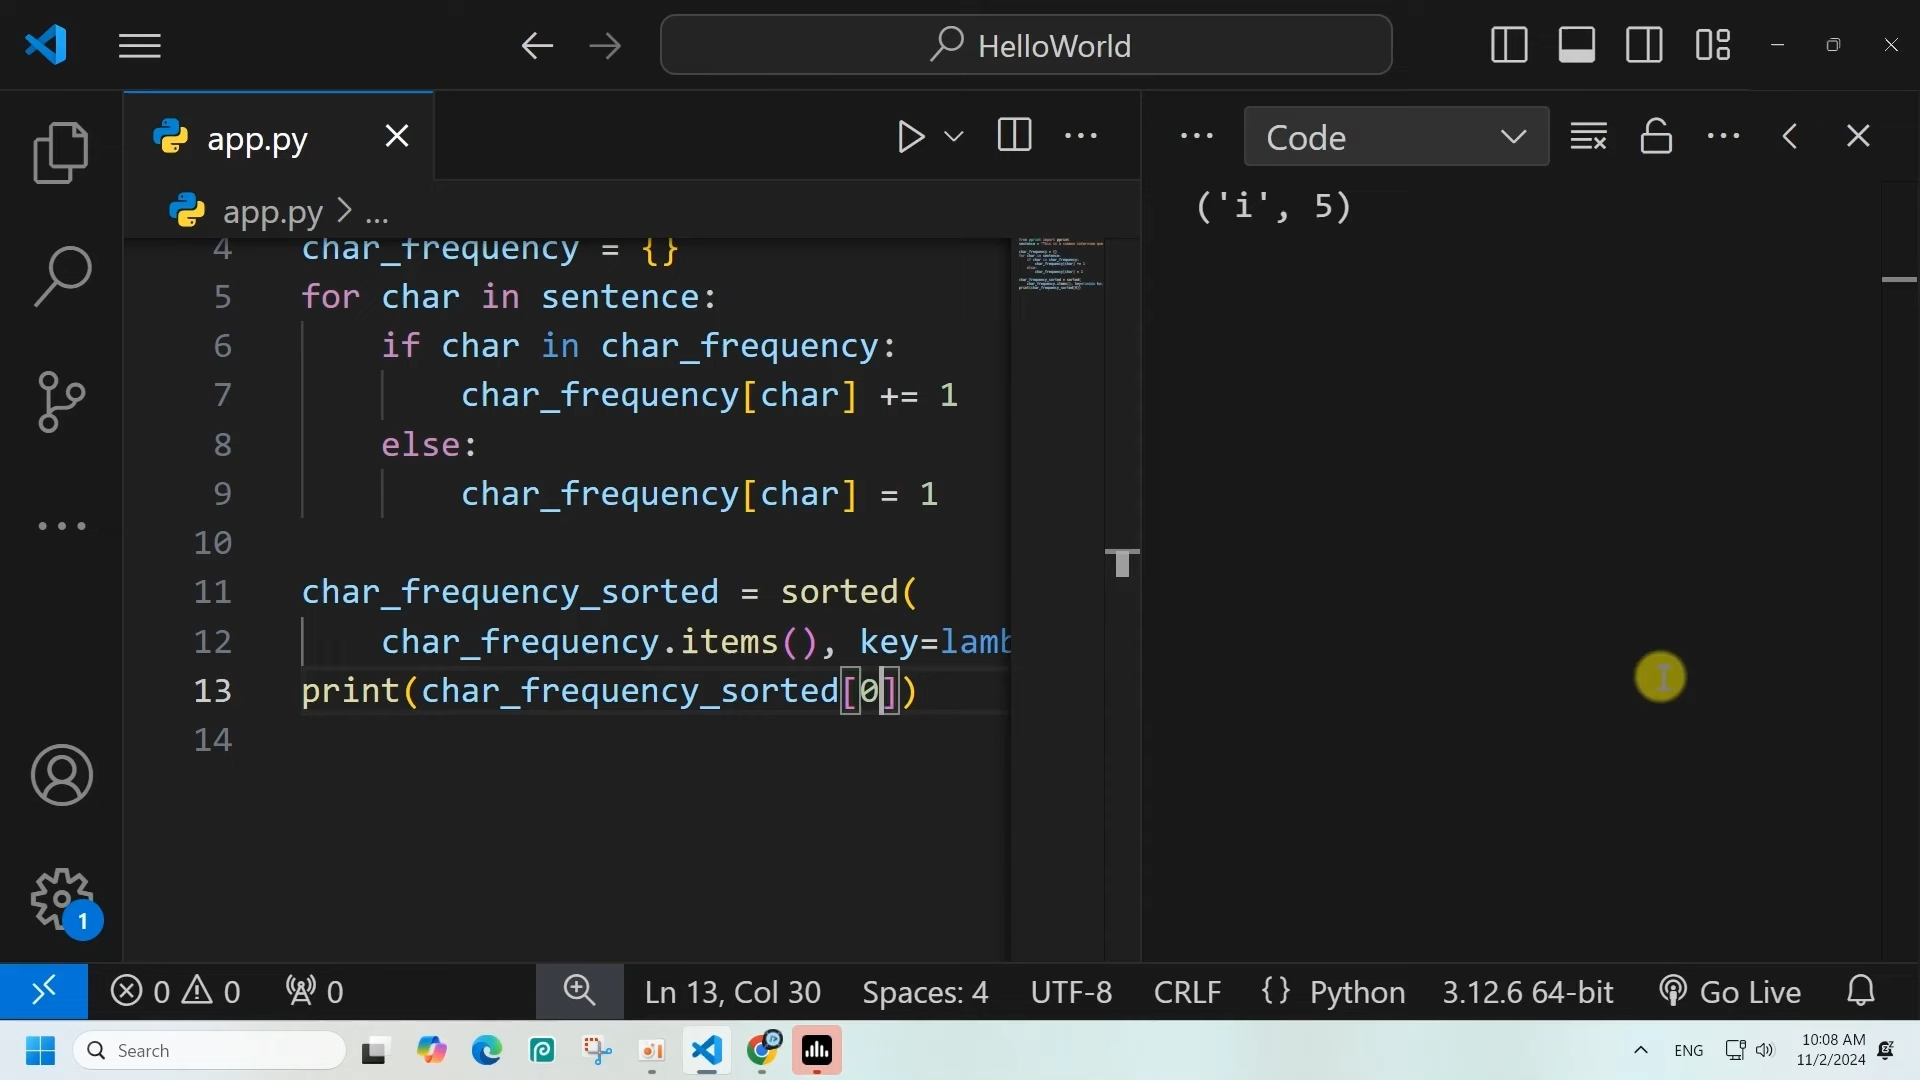 HelloWorld
app.py
Code
app.py > ...
('i', 5)
4 char_frequency = {}
5 for char in sentence:
6 if char in char_frequency:
7 char_frequency[char] += 1
8 else:
9 char_frequency[char] = 1
10
11 char_frequency_sorted = sorted(
12 char_frequency.items(), key=lamb
13 print(char_frequency_sorted[0])
14
1
0 0 0 Ln 13, Col 30 Spaces: 4 UTF-8 CRLF {} Python 3.12.6 64-bit Go Live
Search
ENG
10:08 AM
11/2/2024